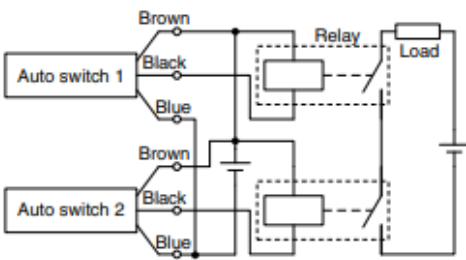 Brown
Relay
Load
Auto switch 1
Black
Blue
Brown
Auto switch 2
Black
Blue